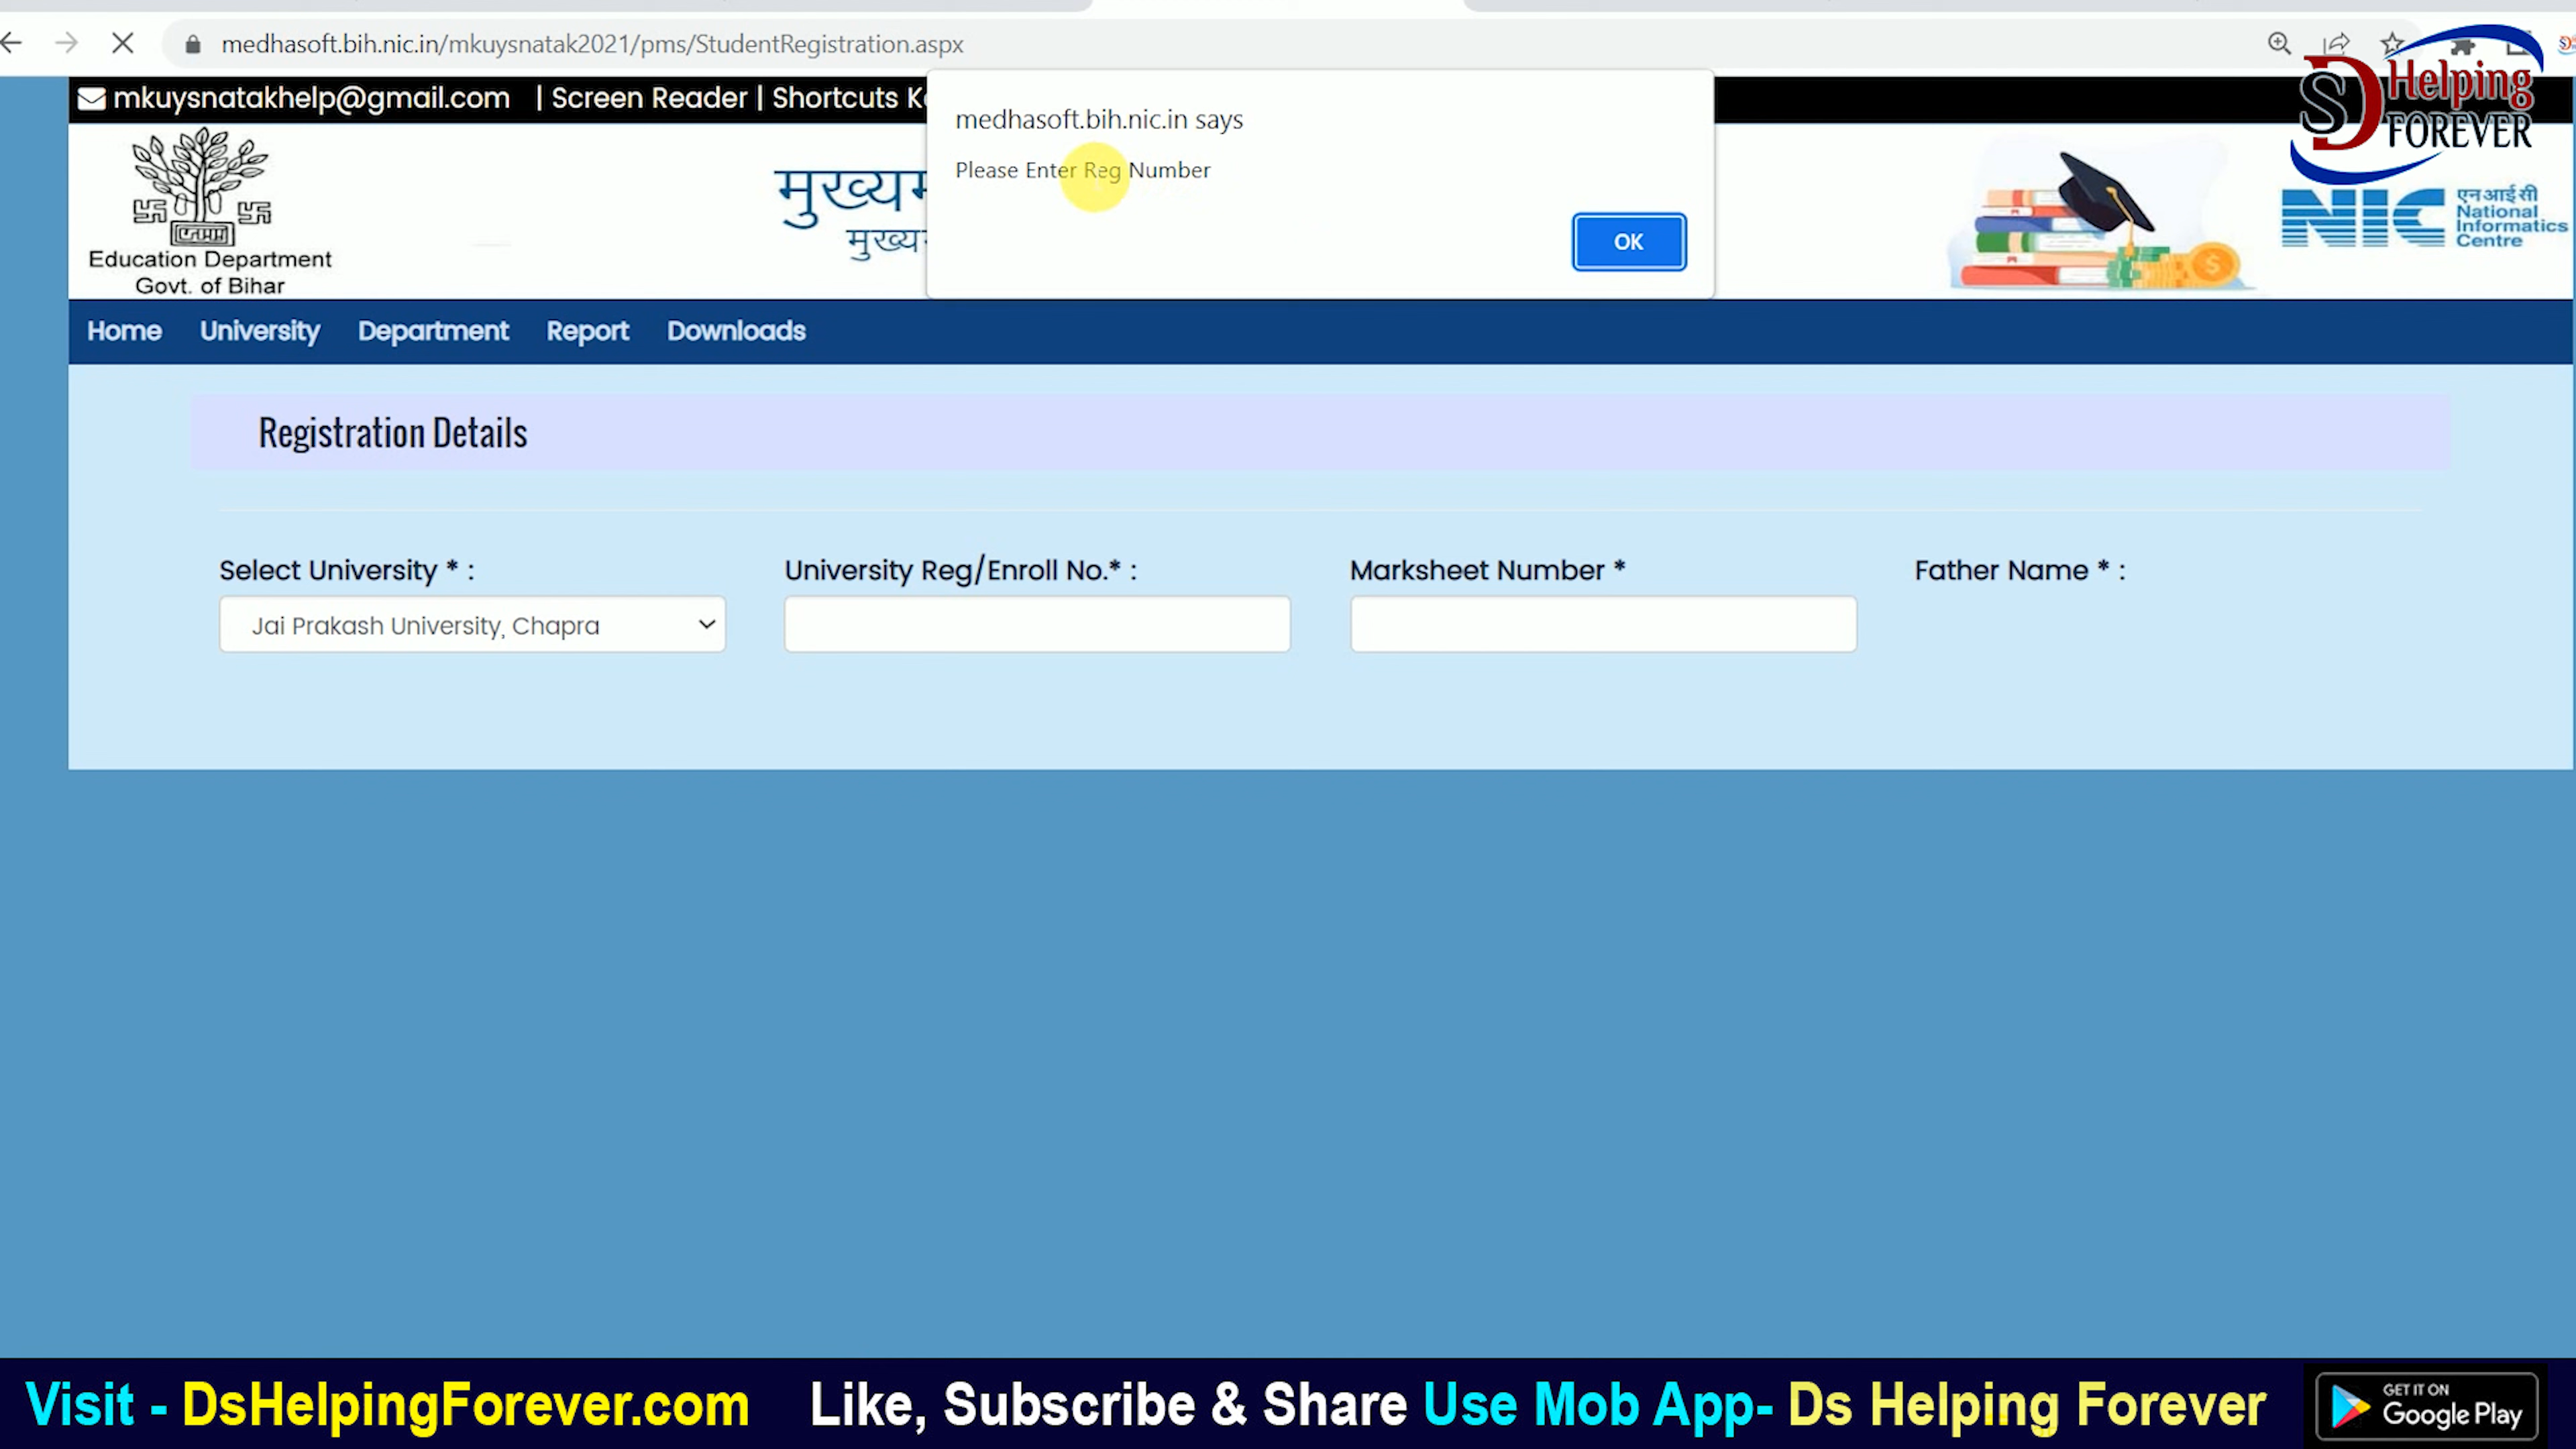 medhasoft.bih.nic.in/mkuysnatak2021/pms/StudentRegistration.aspx
SD Helping FOREVER
mkuysnatakhelp@gmail.com | Screen Reader | Shortcuts K
medhasoft.bih.nic.in says
Please Enter Reg Number
OK
Education Department
Govt. of Bihar
NIC एनआईसी
National
Informatics
Centre
Home University Department Report Downloads
Registration Details
Select University * : University Reg/Enroll No.* : Marksheet Number * Father Name * :
Jai Prakash University, Chapra
Visit - DsHelpingForever.com Like, Subscribe & Share Use Mob App- Ds Helping Forever
GET IT ON
Google Play